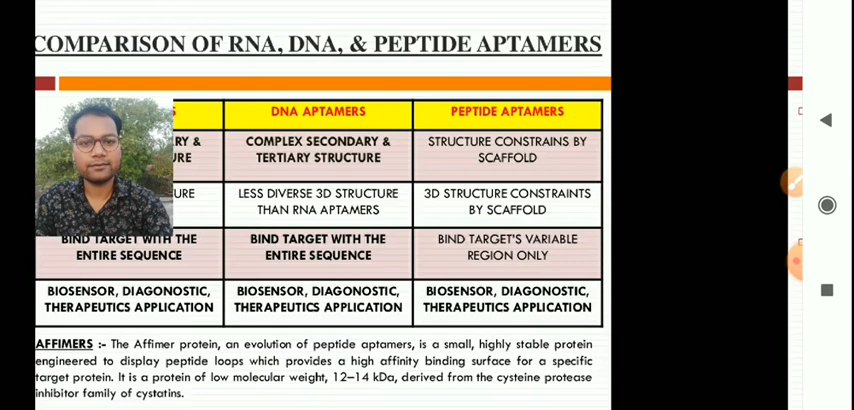 COMPARISON OF RNA, DNA, & PEPTIDE APTAMERS
DNA APTAMERS
PEPTIDE APTAMERS
COMPLEX SECONDARY &
TERTIARY STRUCTURE
STRUCTURE CONSTRAINS BY
SCAFFOLD
LESS DIVERSE 3D STRUCTURE
THAN RNA APTAMERS
3D STRUCTURE CONSTRAINTS
BY SCAFFOLD
BIND TARGET WITH THE
ENTIRE SEQUENCE
BIND TARGET WITH THE
ENTIRE SEQUENCE
BIND TARGET'S VARIABLE
REGION ONLY
BIOSENSOR, DIAGONOSTIC,
THERAPEUTICS APPLICATION
BIOSENSOR, DIAGONOSTIC,
THERAPEUTICS APPLICATION
BIOSENSOR, DIAGONOSTIC,
THERAPEUTICS APPLICATION
AFFIMERS :- The Affimer protein, an evolution of peptide aptamers, is a small, highly stable protein
engineered to display peptide loops which provides a high affinity binding surface for a specific
target protein. It is a protein of low molecular weight, 12–14 kDa, derived from the cysteine protease
inhibitor family of cystatins.